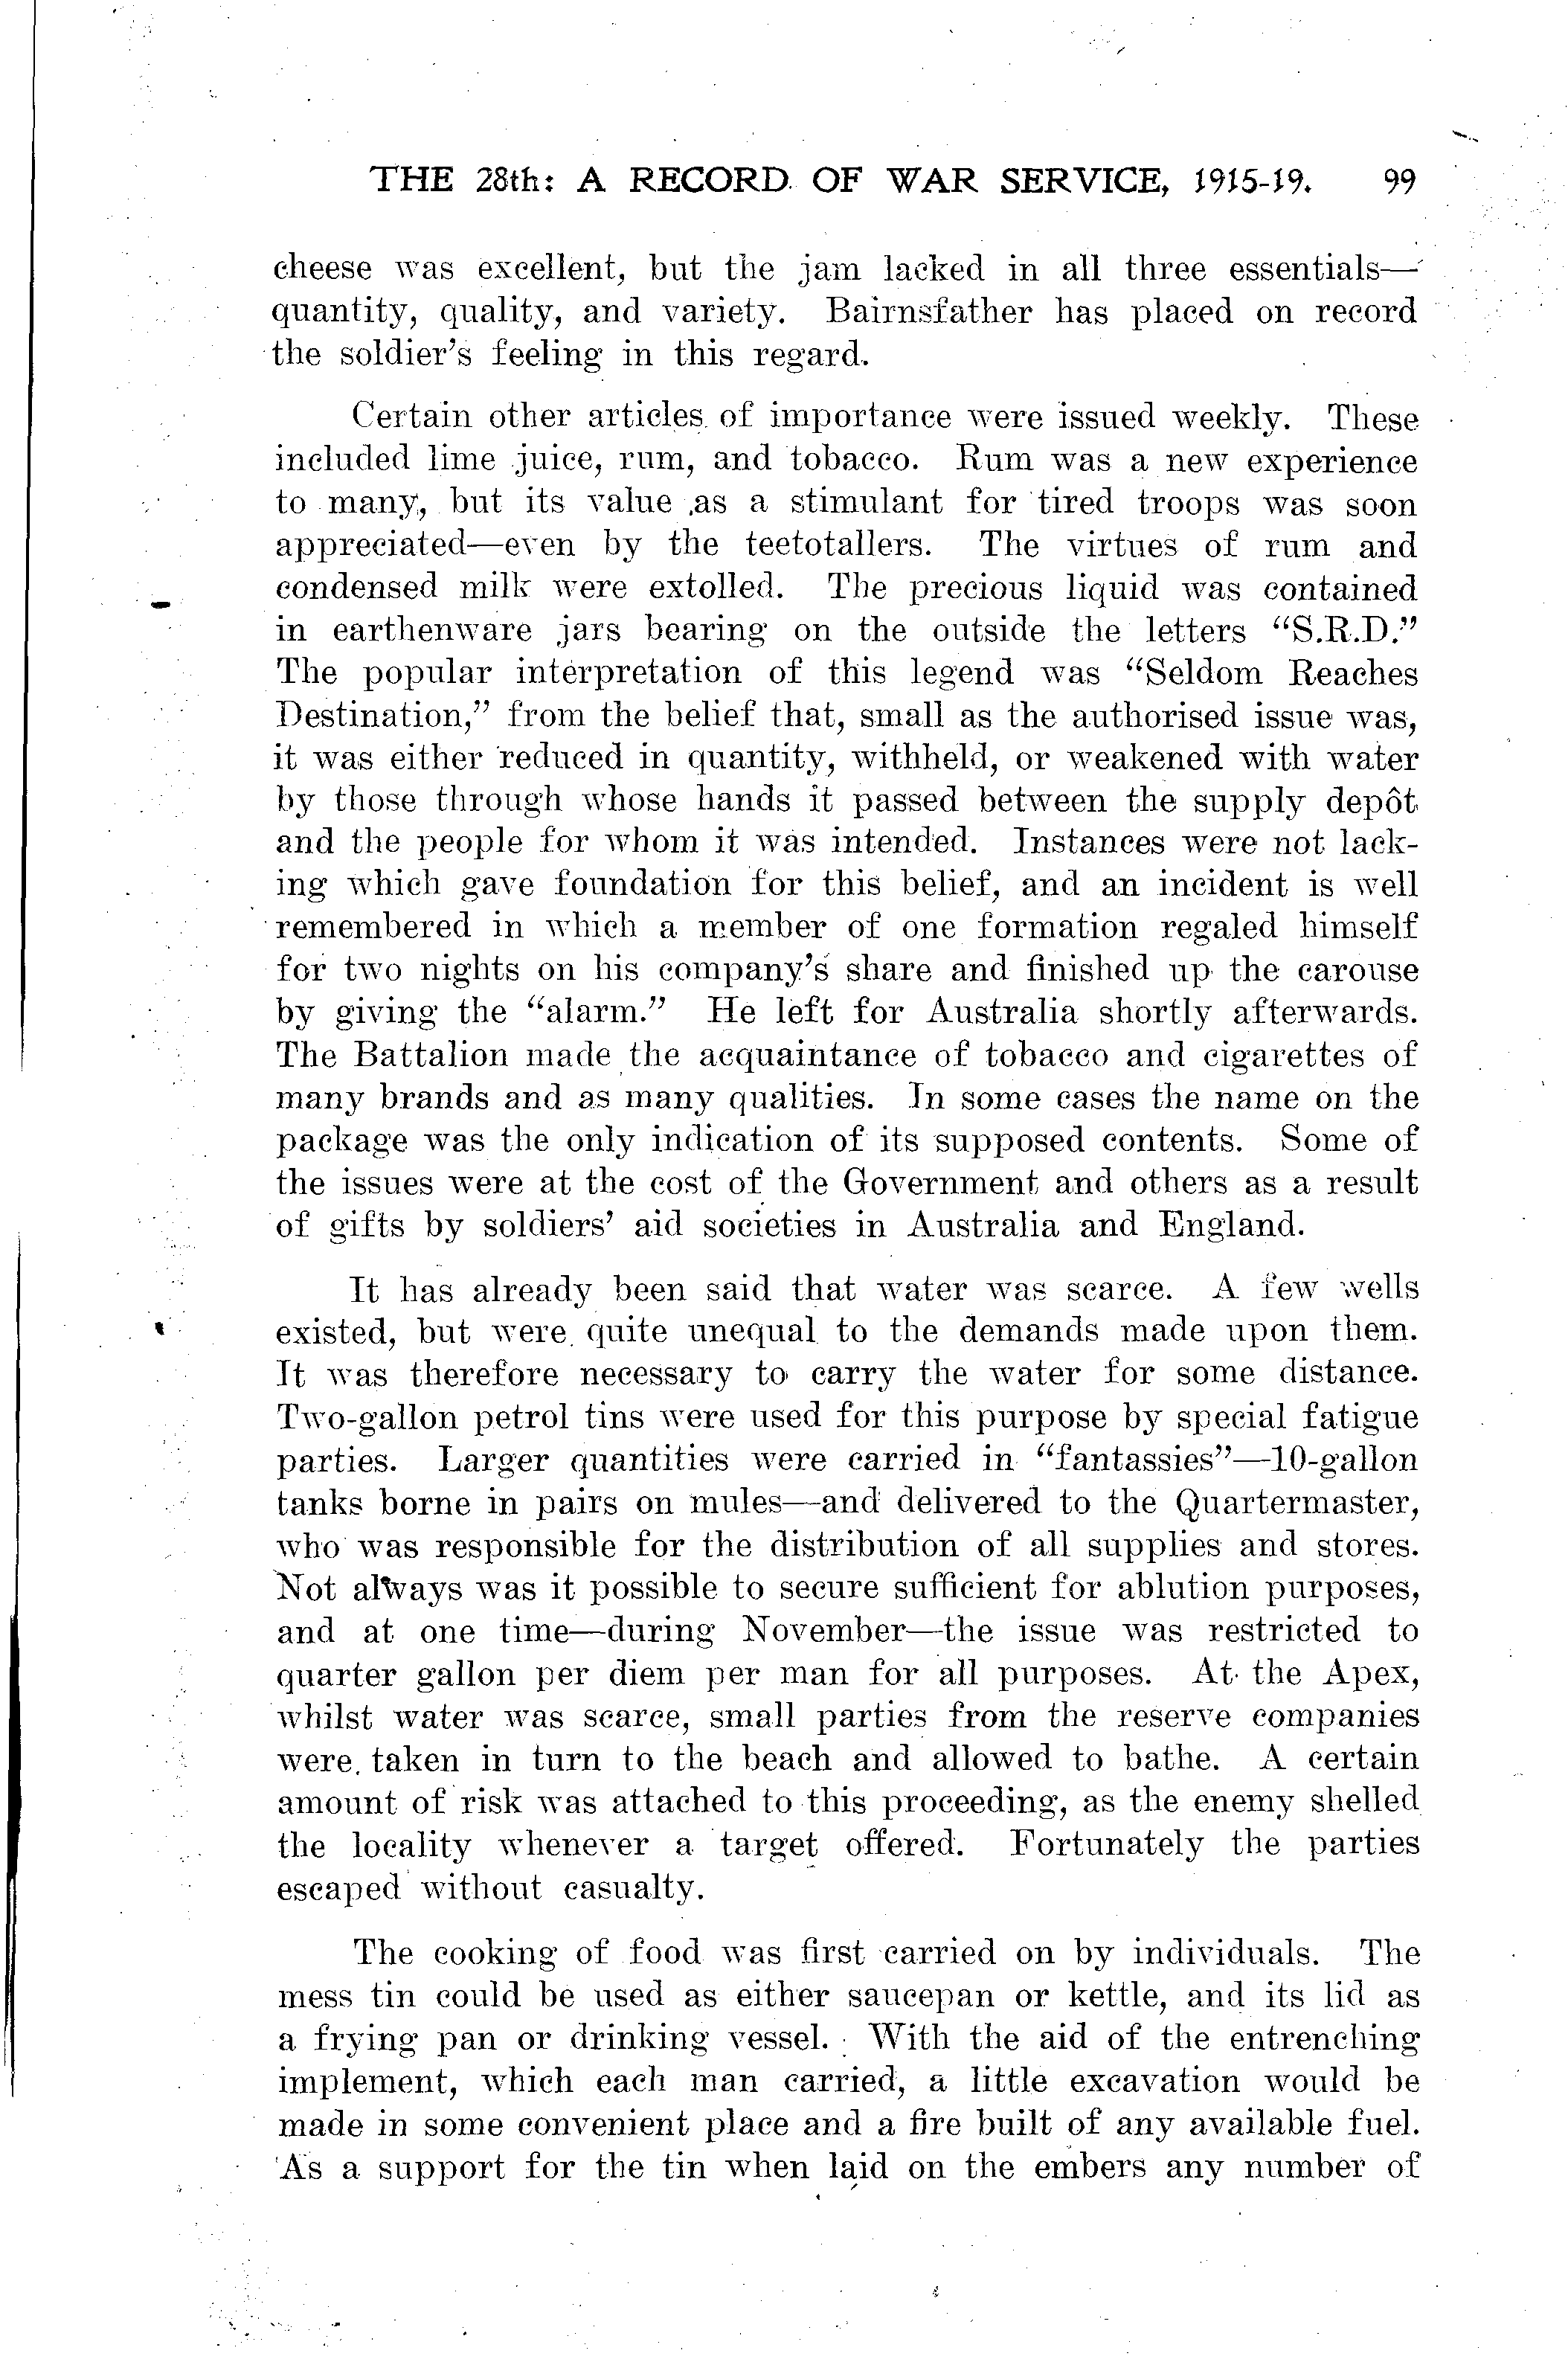 THE 28th: A RECORD OF WAR SERVICE, 1915-19. 99
cheese was excellent, but the jam lacked in all three essentials—
quantity, quality, and variety. Bairnsfather has placed on record
the soldier's feeling in this regard.
Certain other articles of importance were issued weekly. These
included lime juice, rum, and tobacco. Rum was a new experience
to many, but its value as a stimulant for tired troops was soon
appreciated—even by the teetotallers. The virtues of rum and
condensed milk were extolled. The precious liquid was contained
in earthenware jars bearing on the outside the letters “S.R.D.”
The popular interpretation of this legend was “Seldom Reaches
Destination,” from the belief that, small as the authorised issue was,
it was either reduced in quantity, withheld, or weakened with water
by those through whose hands it passed between the supply depôt
and the people for whom it was intended. Instances were not lack-
ing which gave foundation for this belief, and an incident is well
remembered in which a member of one formation regaled himself
for two nights on his company's share and finished up the carouse
by giving the “alarm.” He left for Australia shortly afterwards.
The Battalion made the acquaintance of tobacco and cigarettes of
many brands and as many qualities. In some cases the name on the
package was the only indication of its supposed contents. Some of
the issues were at the cost of the Government and others as a result
of gifts by soldiers' aid societies in Australia and England.
It has already been said that water was scarce. A few wells
existed, but were quite unequal to the demands made upon them.
It was therefore necessary to carry the water for some distance.
Two-gallon petrol tins were used for this purpose by special fatigue
parties. Larger quantities were carried in “fantassies”—10-gallon
tanks borne in pairs on mules—and delivered to the Quartermaster,
who was responsible for the distribution of all supplies and stores.
Not always was it possible to secure sufficient for ablution purposes,
and at one time—during November—the issue was restricted to
quarter gallon per diem per man for all purposes. At the Apex,
whilst water was scarce, small parties from the reserve companies
were taken in turn to the beach and allowed to bathe. A certain
amount of risk was attached to this proceeding, as the enemy shelled
the locality whenever a target offered. Fortunately the parties
escaped without casualty.
The cooking of food was first carried on by individuals. The
mess tin could be used as either saucepan or kettle, and its lid as
a frying pan or drinking vessel. With the aid of the entrenching
implement, which each man carried, a little excavation would be
made in some convenient place and a fire built of any available fuel.
As a support for the tin when laid on the embers any number of